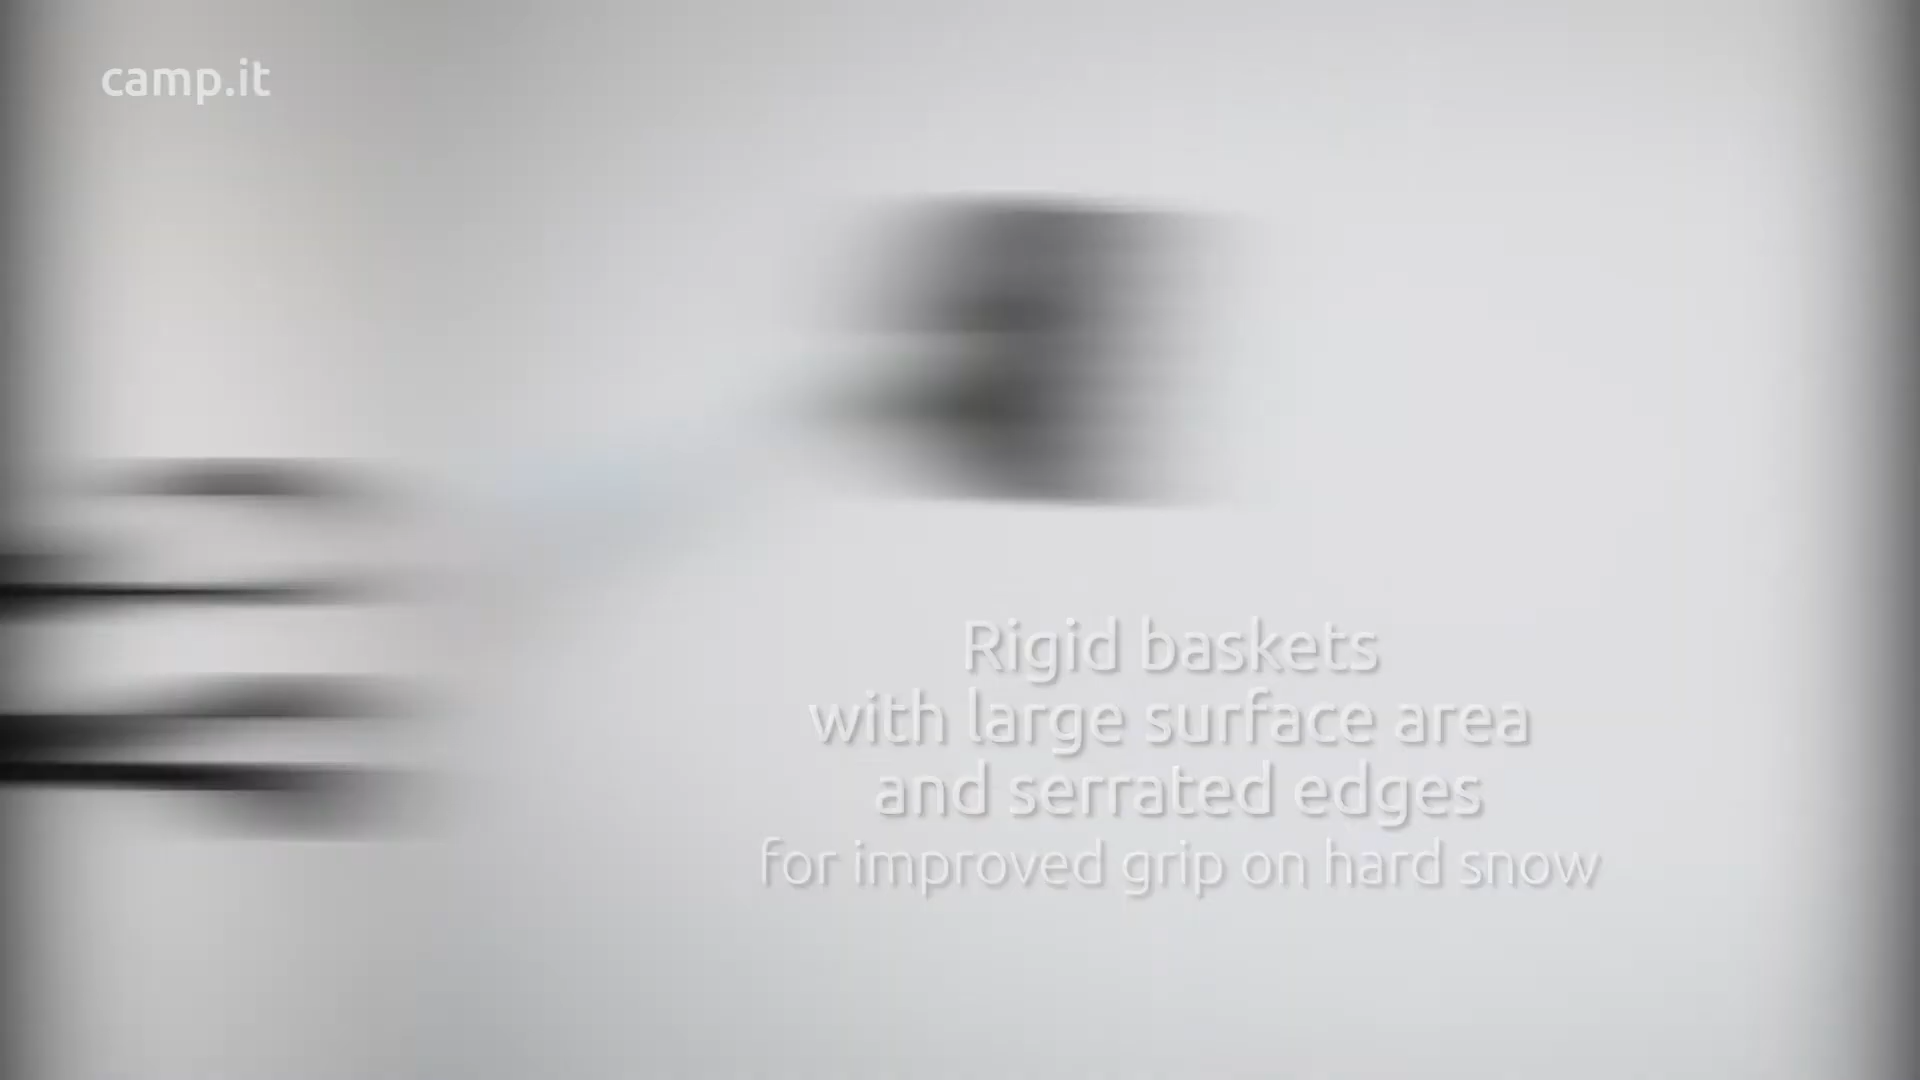 camp.it
Rigid baskets
with large surface area
and serrated edges
for improved grip on hard snow